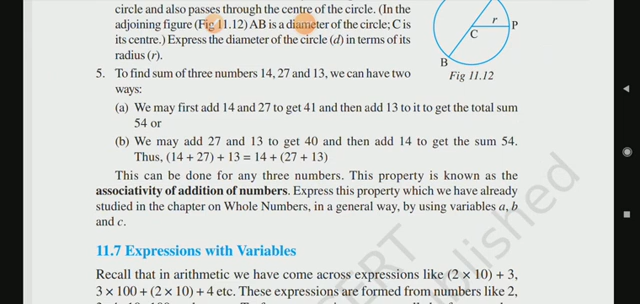 circle and also passes through the centre of the circle. (In the
adjoining figure (Fig 11.12) AB is a diameter of the circle; C is
its centre.) Express the diameter of the circle (d) in terms of its
radius (r).
r
P
C
B
Fig 11.12
5. To find sum of three numbers 14, 27 and 13, we can have two
ways:
(a) We may first add 14 and 27 to get 41 and then add 13 to it to get the total sum
54 or
(b) We may add 27 and 13 to get 40 and then add 14 to get the sum 54.
Thus, (14 + 27) + 13 = 14 + (27 + 13)
This can be done for any three numbers. This property is known as the
associativity of addition of numbers. Express this property which we have already
studied in the chapter on Whole Numbers, in a general way, by using variables a, b
and c.
11.7 Expressions with Variables
Recall that in arithmetic we have come across expressions like (2 × 10) + 3,
3 × 100 + (2 × 10) + 4 etc. These expressions are formed from numbers like 2,